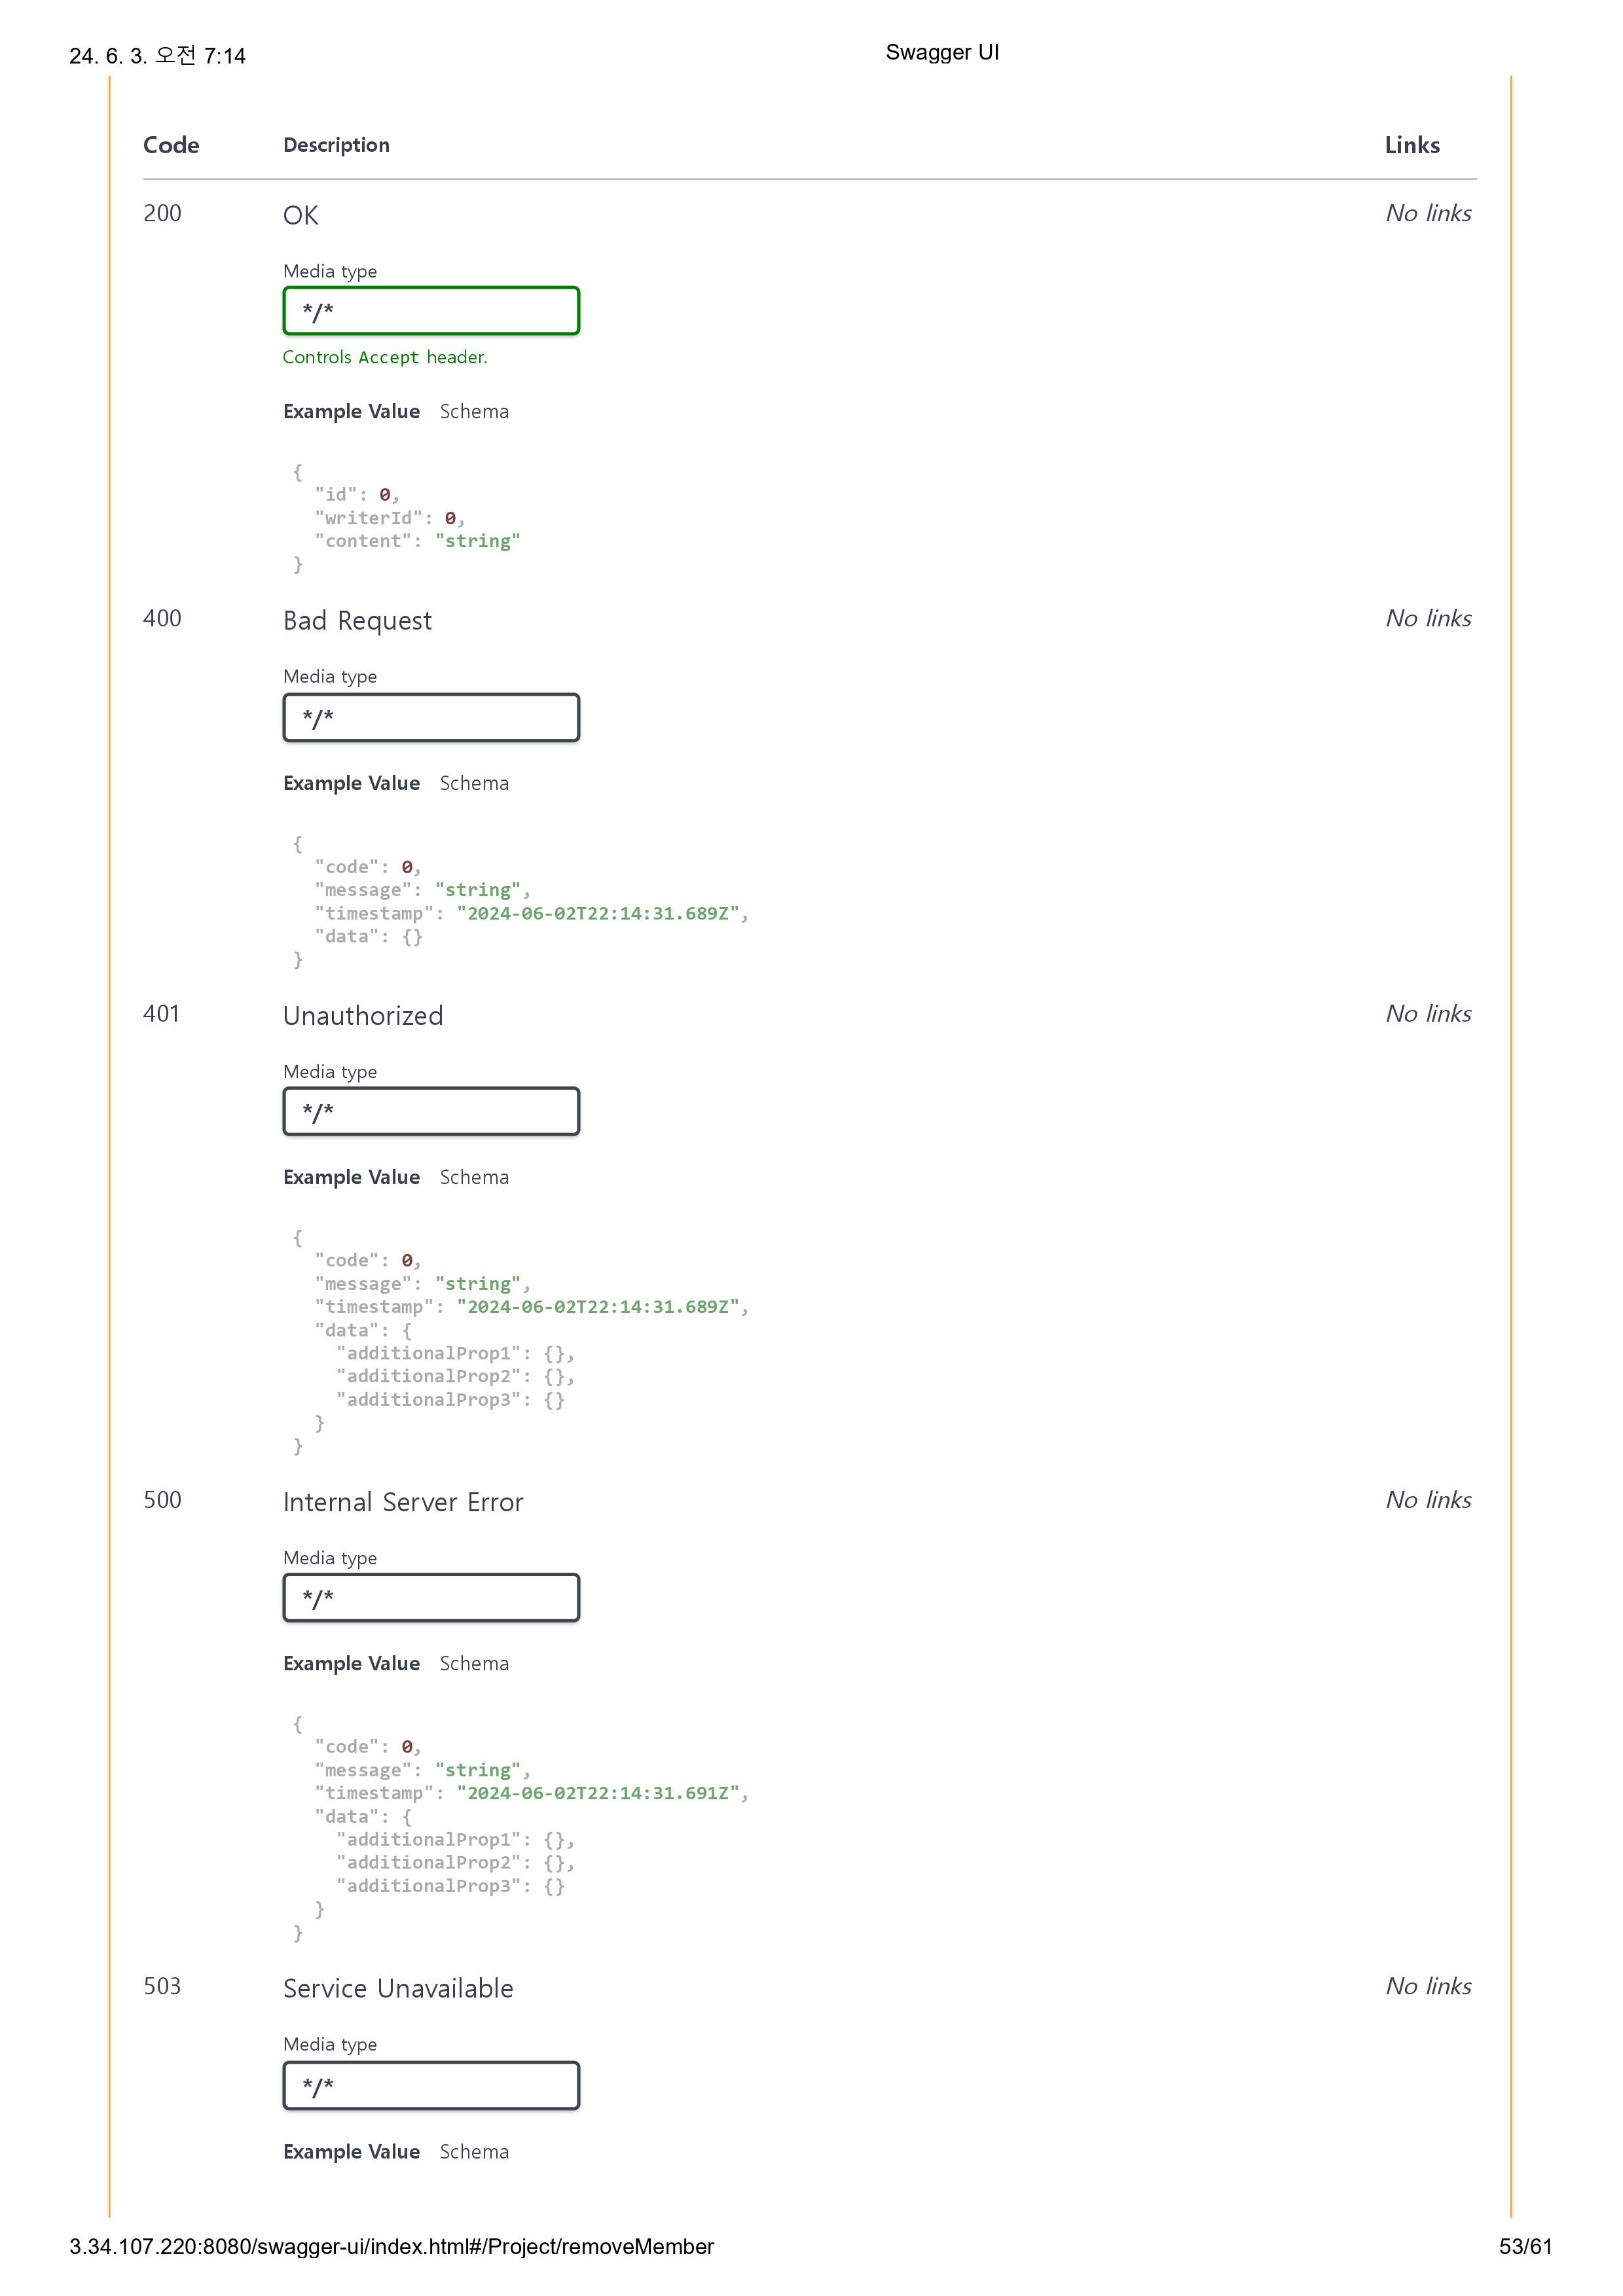 24. 6. 3. 오전 7:14 Swagger UI
Code Description Links
200 OK No links
Media type
*/*
Controls Accept header.
Example Value Schema
{
  "id": 0,
  "writerId": 0,
  "content": "string"
}
400 Bad Request No links
Media type
*/*
Example Value Schema
{
  "code": 0,
  "message": "string",
  "timestamp": "2024-06-02T22:14:31.689Z",
  "data": {}
}
401 Unauthorized No links
Media type
*/*
Example Value Schema
{
  "code": 0,
  "message": "string",
  "timestamp": "2024-06-02T22:14:31.689Z",
  "data": {
    "additionalProp1": {},
    "additionalProp2": {},
    "additionalProp3": {}
  }
}
500 Internal Server Error No links
Media type
*/*
Example Value Schema
{
  "code": 0,
  "message": "string",
  "timestamp": "2024-06-02T22:14:31.691Z",
  "data": {
    "additionalProp1": {},
    "additionalProp2": {},
    "additionalProp3": {}
  }
}
503 Service Unavailable No links
Media type
*/*
Example Value Schema
3.34.107.220:8080/swagger-ui/index.html#/Project/removeMember 53/61